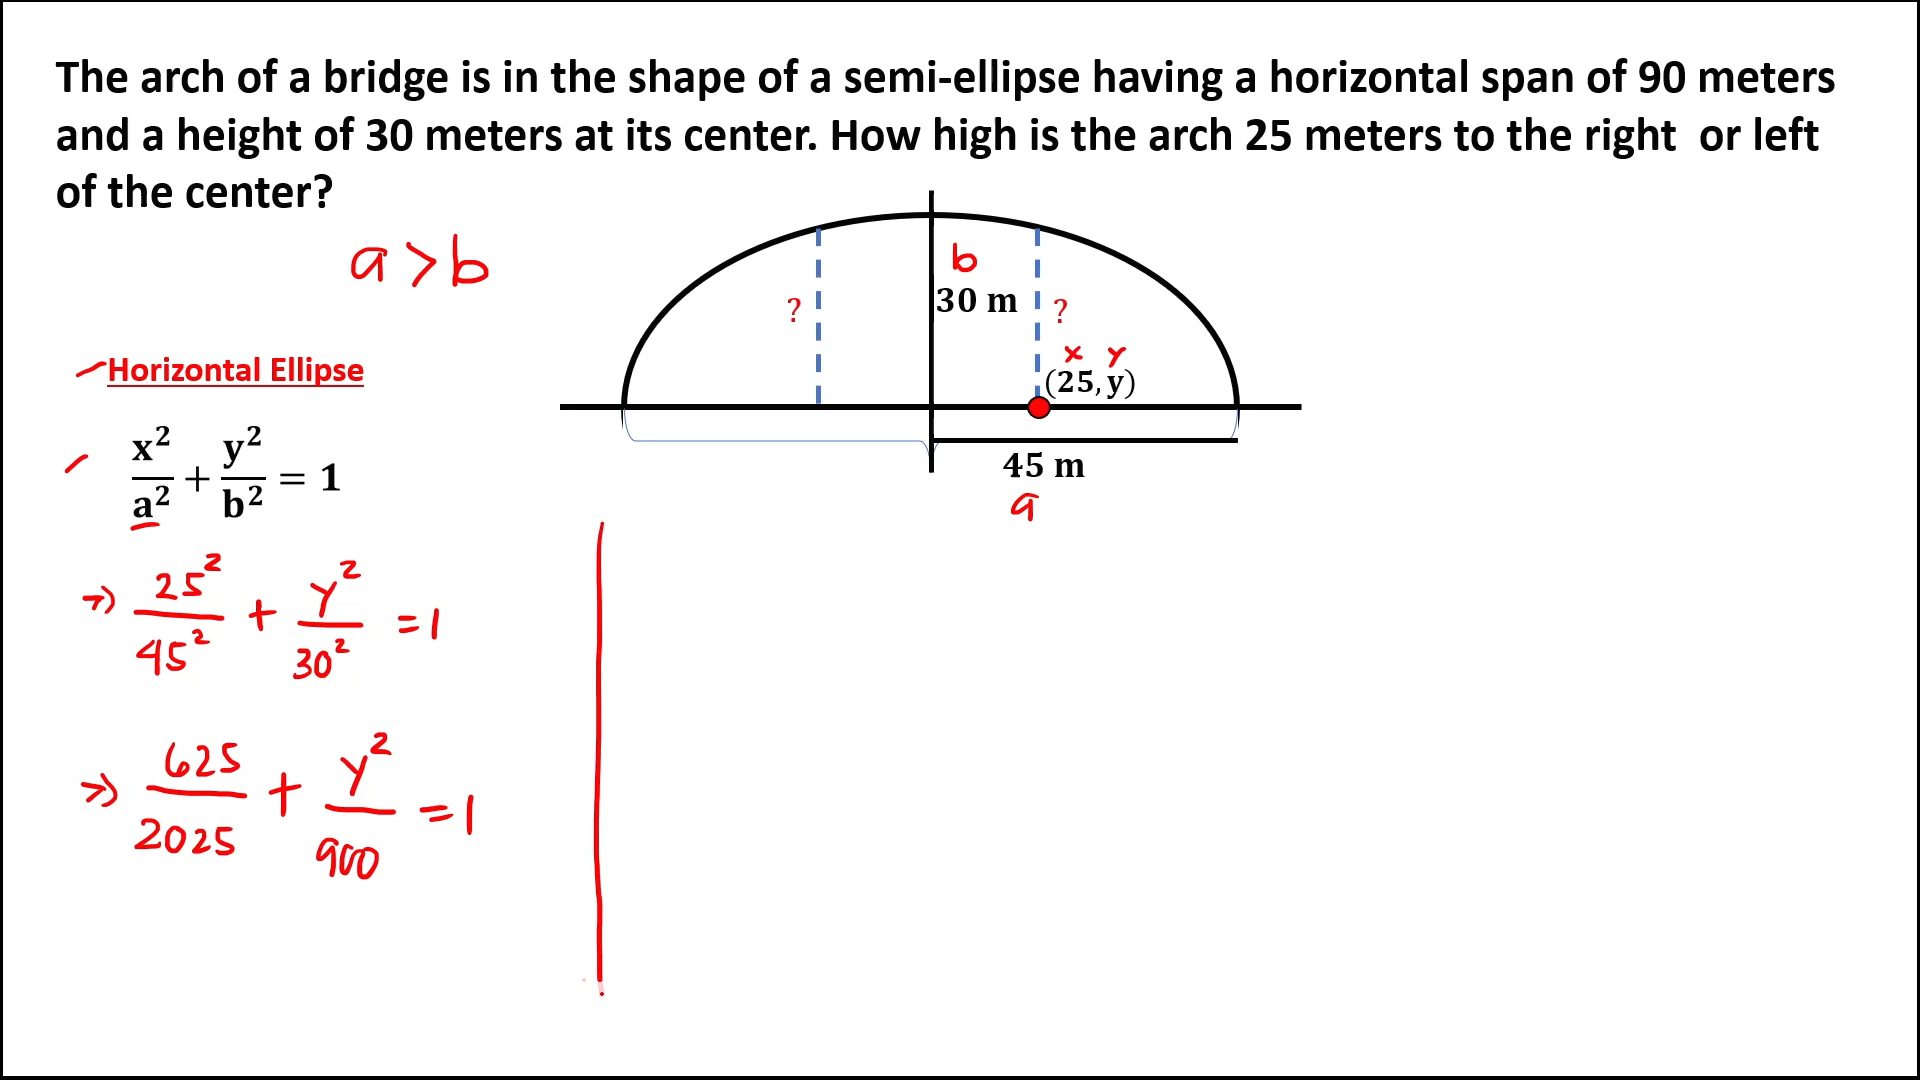 The arch of a bridge is in the shape of a semi-ellipse having a horizontal span of 90 meters
and a height of 30 meters at its center. How high is the arch 25 meters to the right or left
of the center?
a > b
b
30 m
?
?
x y
(25, y)
45 m
a
Horizontal Ellipse
x²/a² + y²/b² = 1
⇒ 25²/45² + y²/30² = 1
⇒ 625/2025 + y²/900 = 1